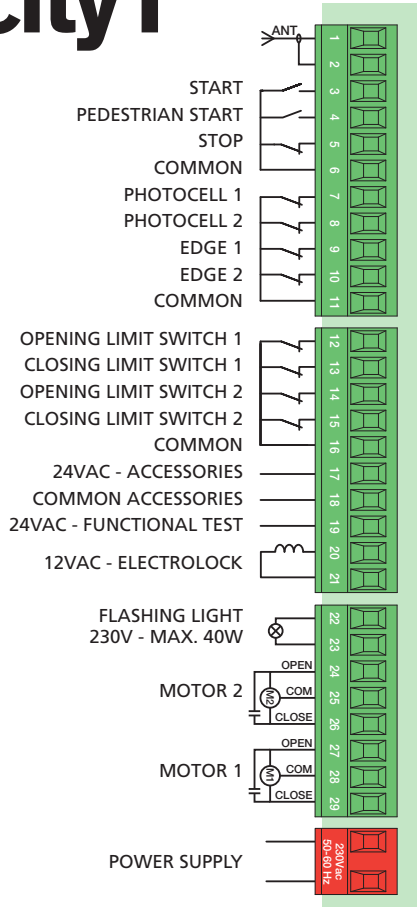 City1
ANT
1
2
START 3
PEDESTRIAN START 4
STOP 5
COMMON 6
PHOTOCELL 1 7
PHOTOCELL 2 8
EDGE 1 9
EDGE 2 10
COMMON 11
OPENING LIMIT SWITCH 1 12
CLOSING LIMIT SWITCH 1 13
OPENING LIMIT SWITCH 2 14
CLOSING LIMIT SWITCH 2 15
COMMON 16
24VAC - ACCESSORIES 17
COMMON ACCESSORIES 18
24VAC - FUNCTIONAL TEST 19
12VAC - ELECTROLOCK 20
21
FLASHING LIGHT 22
230V - MAX. 40W 23
OPEN 24
MOTOR 2 M2 COM 25
CLOSE 26
OPEN 27
MOTOR 1 M1 COM 28
CLOSE 29
POWER SUPPLY
230Vac
50-60 Hz